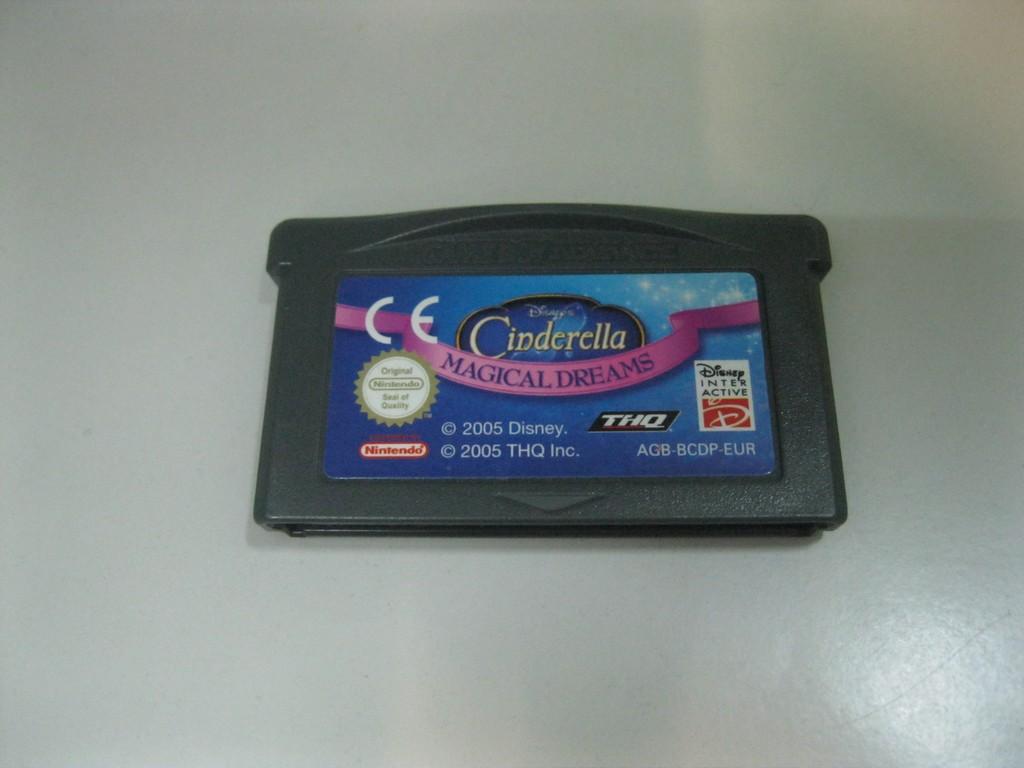 GAME BOY ADVANCE
CE
Disney's
Cinderella
MAGICAL DREAMS
Original
Nintendo
Seal of
Quality
TM
Disney
INTER
ACTIVE
D
© 2005 Disney.
THQ
Nintendo
© 2005 THQ Inc.
AGB-BCDP-EUR